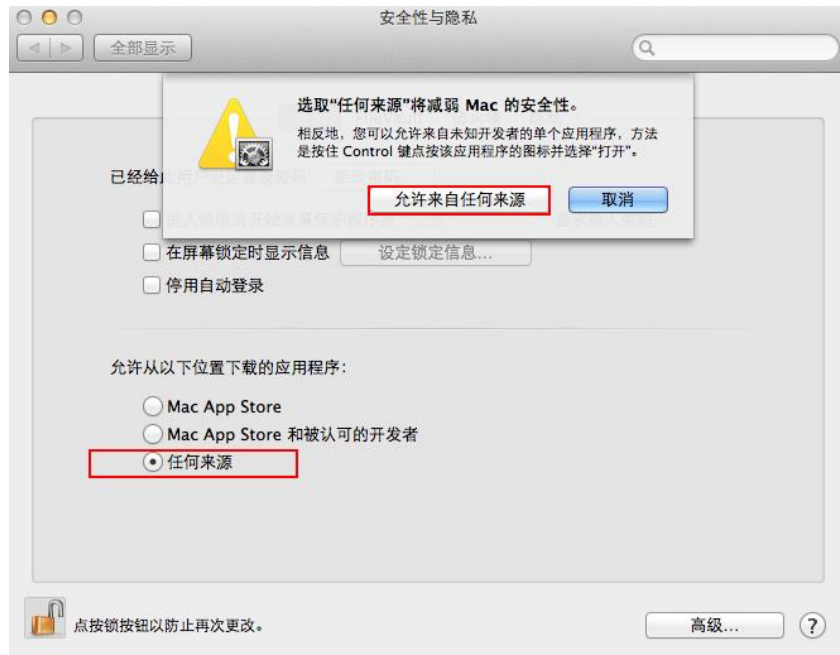 安全性与隐私
全部显示
选取“任何来源”将减弱 Mac 的安全性。
相反地，您可以允许来自未知开发者的单个应用程序，方法
是按住 Control 键点按该应用程序的图标并选择“打开”。
允许来自任何来源 取消
已经给
在屏幕锁定时显示信息 设定锁定信息...
停用自动登录
允许从以下位置下载的应用程序：
Mac App Store
Mac App Store 和被认可的开发者
任何来源
点按锁按钮以防止再次更改。 高级... ?